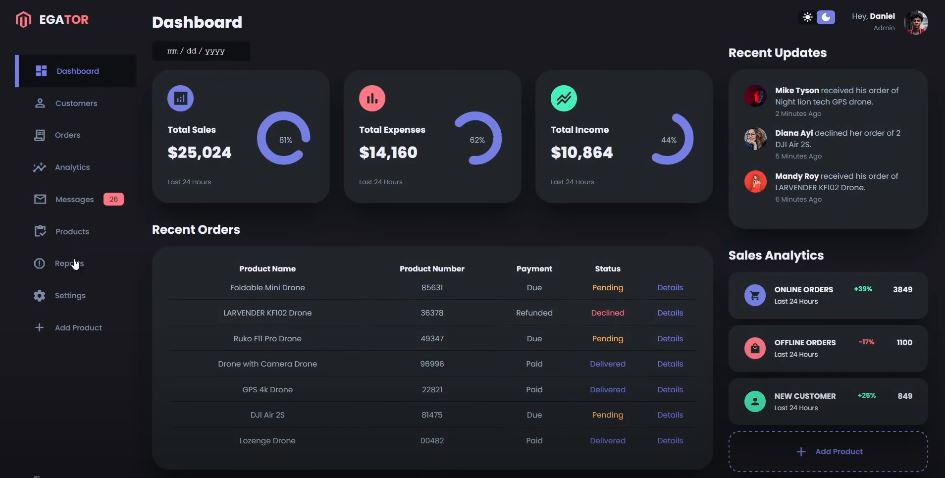 EGATOR
Dashboard
Customers
Orders
Analytics
Messages 26
Products
Reports
Settings
Add Product
Dashboard
mm / dd / yyyy
Total Sales
$25,024
81%
Last 24 Hours
Total Expenses
$14,160
62%
Last 24 Hours
Total Income
$10,864
44%
Last 24 Hours
Recent Orders
Product Name Product Number Payment Status
Foldable Mini Drone 85631 Due Pending Details
LARVENDER KF102 Drone 36378 Refunded Declined Details
Ruko F11 Pro Drone 49347 Due Pending Details
Drone with Camera Drone 96996 Paid Delivered Details
GPS 4k Drone 22821 Paid Delivered Details
DJI Air 2S 81475 Due Pending Details
Lozenge Drone 00482 Paid Delivered Details
Hey, Daniel
Admin
Recent Updates
Mike Tyson received his order of
Night lion tech GPS drone.
2 Minutes Ago
Diana Ayi declined her order of 2
DJI Air 2S.
5 Minutes Ago
Mandy Roy received his order of
LARVENDER KF102 Drone.
6 Minutes Ago
Sales Analytics
ONLINE ORDERS +39% 3849
Last 24 Hours
OFFLINE ORDERS -17% 1100
Last 24 Hours
NEW CUSTOMER +25% 849
Last 24 Hours
Add Product